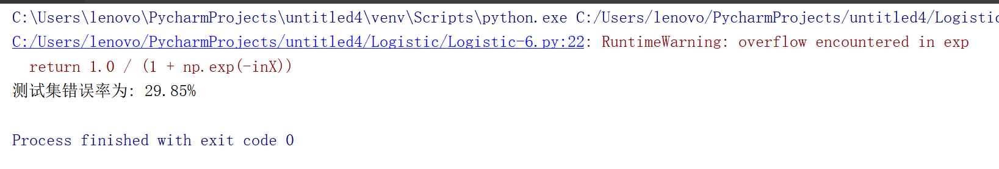 C:\Users\lenovo\PycharmProjects\untitled4\venv\Scripts\python.exe C:/Users/lenovo/PycharmProjects/untitled4/Logistic
C:/Users/lenovo/PycharmProjects/untitled4/Logistic/Logistic-6.py:22: RuntimeWarning: overflow encountered in exp
return 1.0 / (1 + np.exp(-inX))
测试集错误率为: 29.85%
Process finished with exit code 0